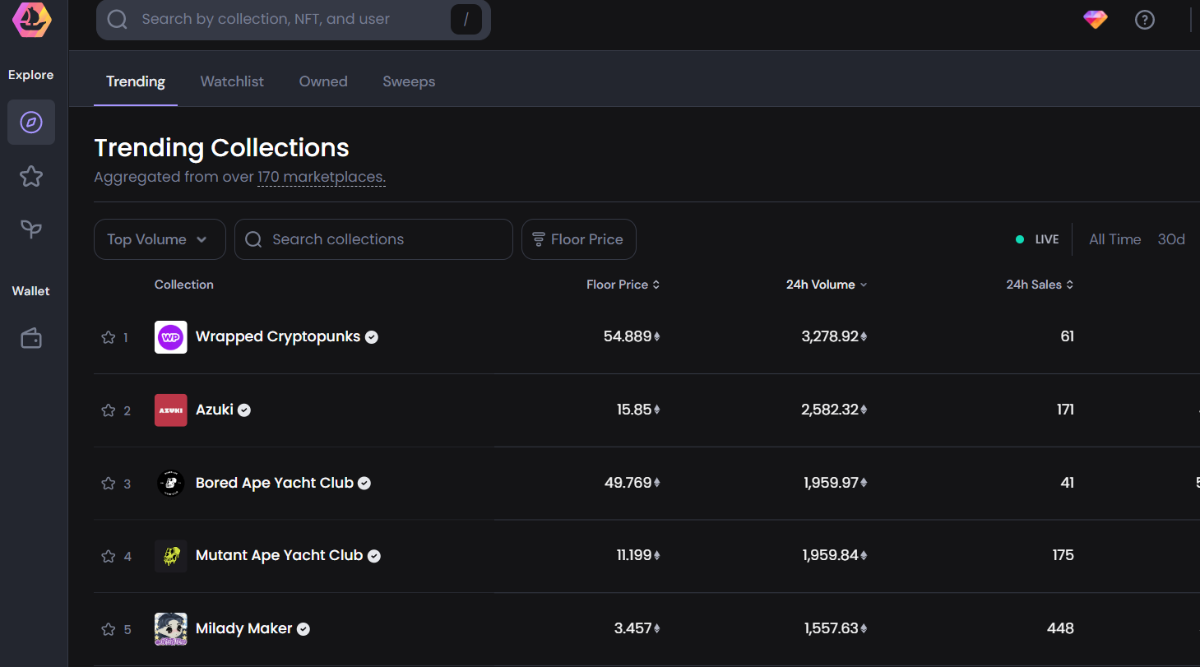 Search by collection, NFT, and user /
Explore
Trending Watchlist Owned Sweeps
Trending Collections
Aggregated from over 170 marketplaces.
Top Volume Search collections Floor Price LIVE All Time 30d
Wallet
Collection Floor Price 24h Volume 24h Sales
1 WP Wrapped Cryptopunks 54.889 3,278.92 61
2 AZUKI Azuki 15.85 2,582.32 171
3 Bored Ape Yacht Club 49.769 1,959.97 41
4 Mutant Ape Yacht Club 11.199 1,959.84 175
5 Milady Maker 3.457 1,557.63 448